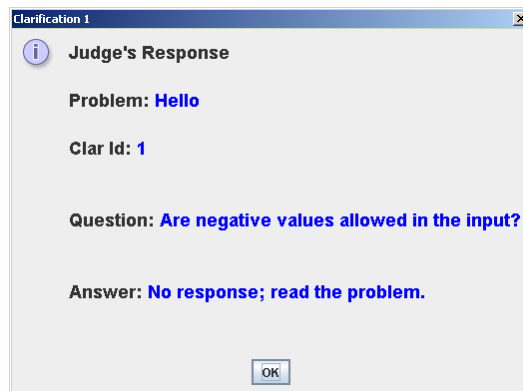 Clarification 1
Judge's Response
Problem: Hello
Clar Id: 1
Question: Are negative values allowed in the input?
Answer: No response; read the problem.
OK